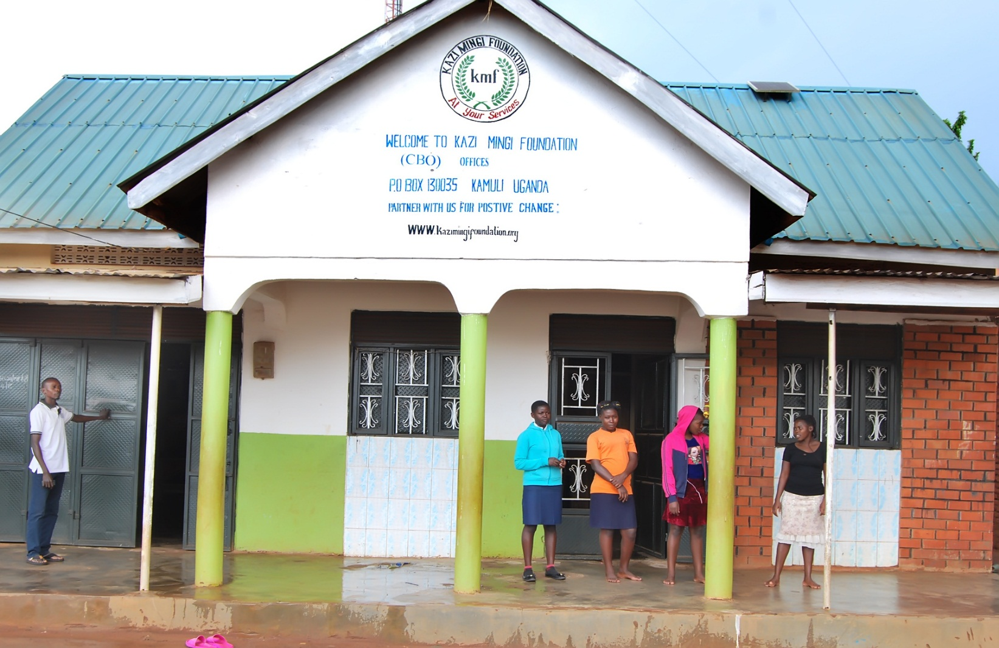 KAZI MINGI FOUNDATION
kmf
At Your Services
WELCOME TO KAZI MINGI FOUNDATION
(CBO) OFFICES
P.O BOX 130035 KAMULI UGANDA
PARTNER WITH US FOR POSTIVE CHANGE:
WWW.kazimingifoundation.org